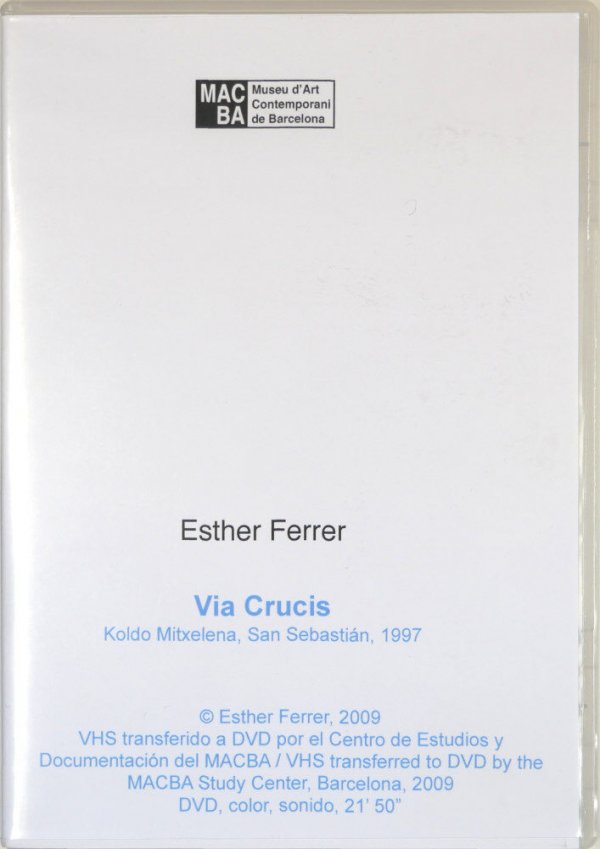 MAC
BA
Museu d'Art
Contemporani
de Barcelona
Esther Ferrer
Via Crucis
Koldo Mitxelena, San Sebastián, 1997
© Esther Ferrer, 2009
VHS transferido a DVD por el Centro de Estudios y
Documentación del MACBA / VHS transferred to DVD by the
MACBA Study Center, Barcelona, 2009
DVD, color, sonido, 21' 50"